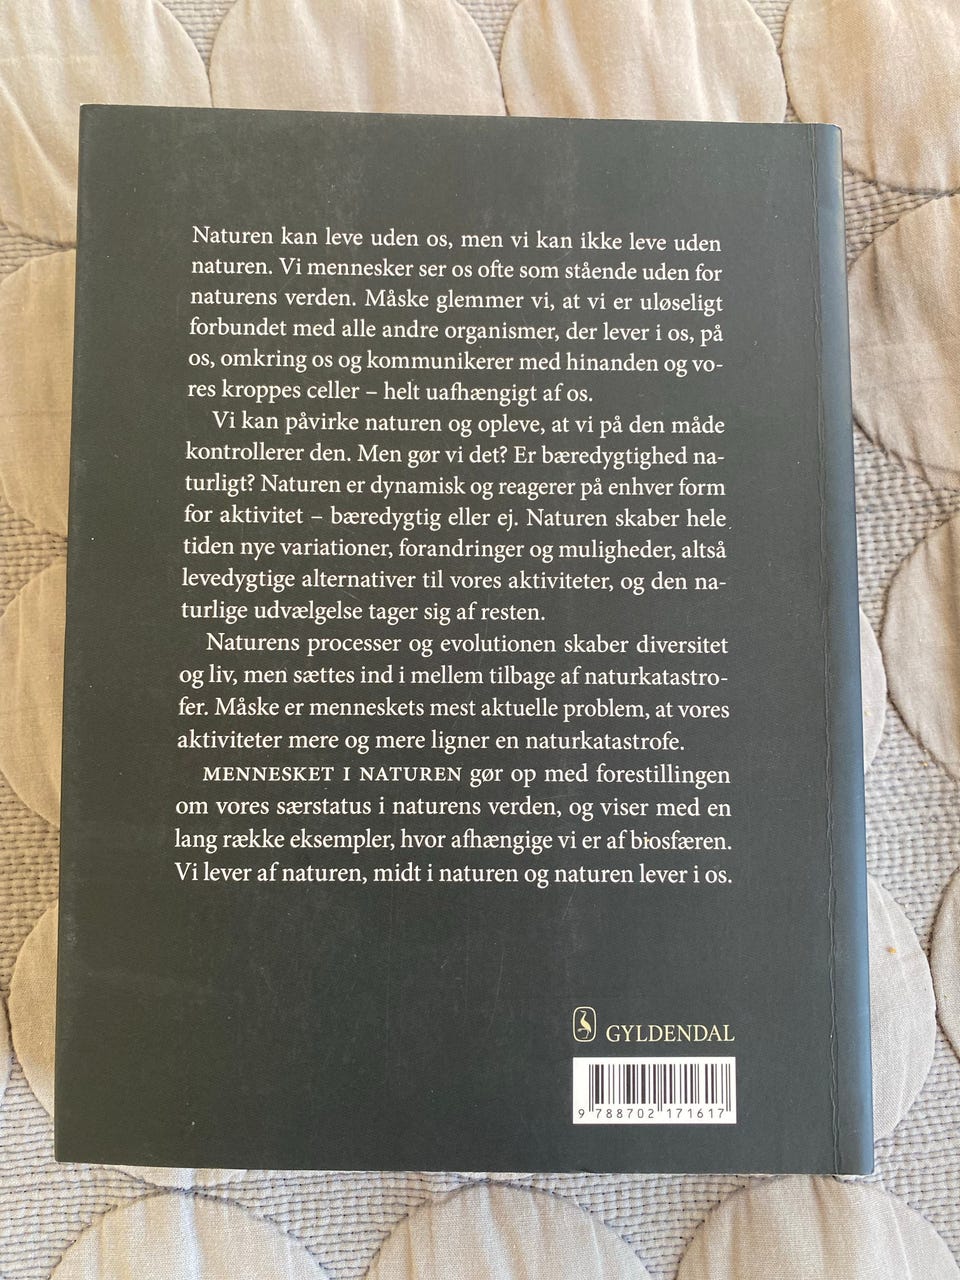 Naturen kan leve uden os, men vi kan ikke leve uden
naturen. Vi mennesker ser os ofte som stående uden for
naturens verden. Måske glemmer vi, at vi er uløseligt
forbundet med alle andre organismer, der lever i os, på
os, omkring os og kommunikerer med hinanden og vo-
res kroppes celler – helt uafhængigt af os.
Vi kan påvirke naturen og opleve, at vi på den måde
kontrollerer den. Men gør vi det? Er bæredygtighed na-
turligt? Naturen er dynamisk og reagerer på enhver form
for aktivitet – bæredygtig eller ej. Naturen skaber hele
tiden nye variationer, forandringer og muligheder, altså
levedygtige alternativer til vores aktiviteter, og den na-
turlige udvælgelse tager sig af resten.
Naturens processer og evolutionen skaber diversitet
og liv, men sættes ind i mellem tilbage af naturkatastro-
fer. Måske er menneskets mest aktuelle problem, at vores
aktiviteter mere og mere ligner en naturkatastrofe.
MENNESKET I NATUREN gør op med forestillingen
om vores særstatus i naturens verden, og viser med en
lang række eksempler, hvor afhængige vi er af biosfæren.
Vi lever af naturen, midt i naturen og naturen lever i os.
GYLDENDAL
9 788702 171617